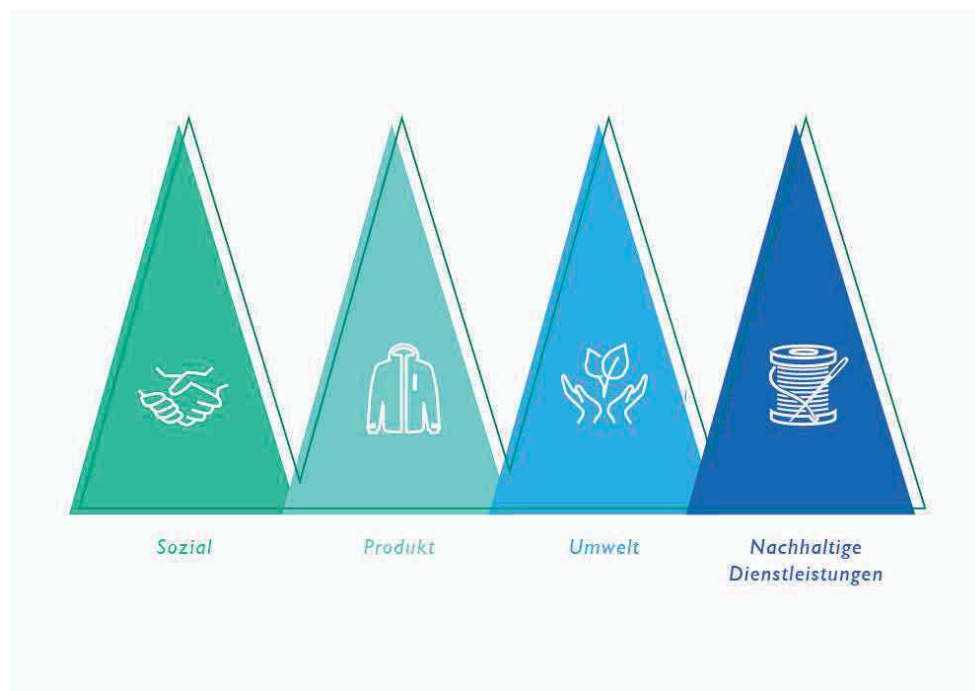 Sozial
Produkt
Umwelt
Nachhaltige
Dienstleistungen